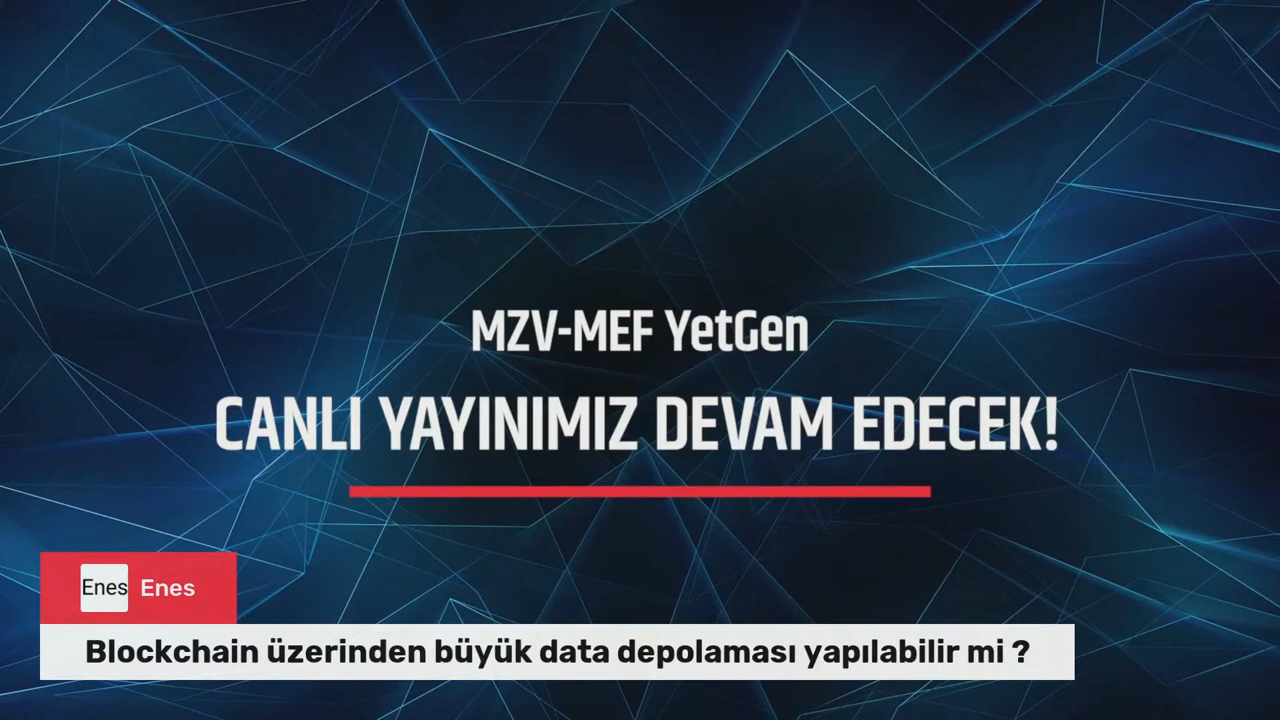 MZV-MEF YetGen
CANLI YAYINIMIZ DEVAM EDECEK!
Enes Enes
Blockchain üzerinden büyük data depolaması yapılabilir mi ?